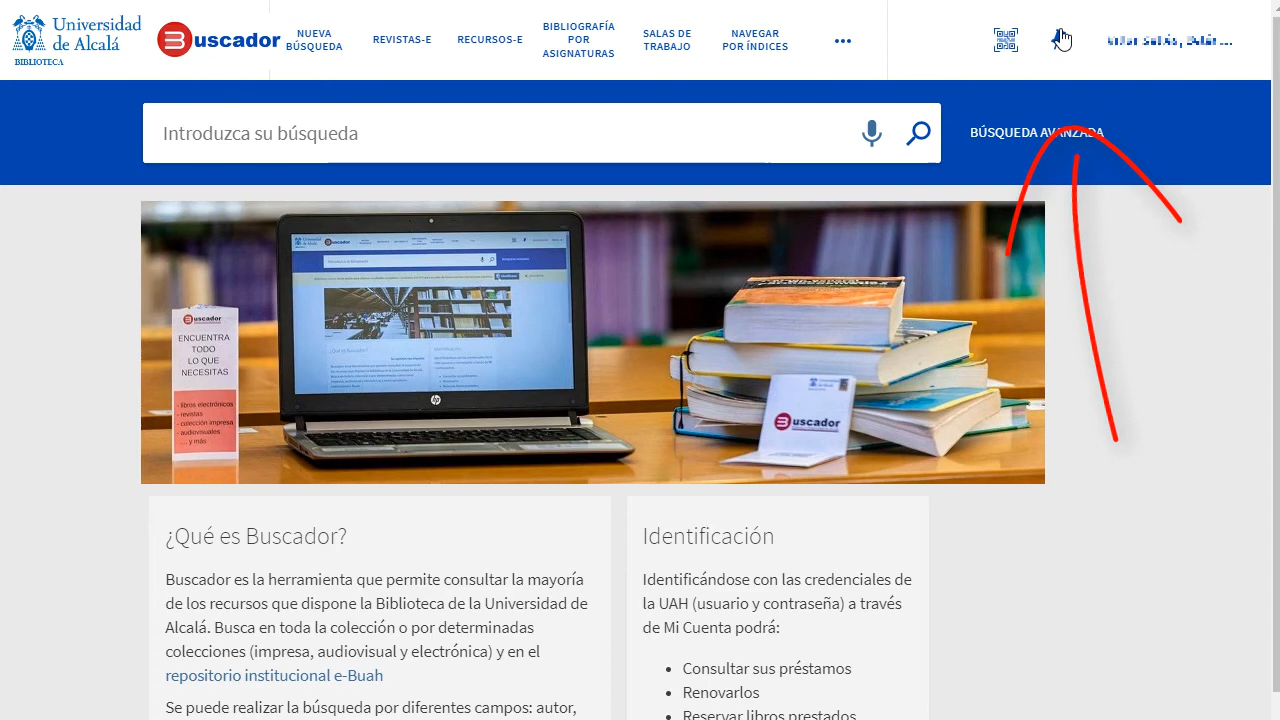 Universidad
de Alcalá
BIBLIOTECA
Buscador
NUEVA
BÚSQUEDA
REVISTAS-E
RECURSOS-E
BIBLIOGRAFÍA
POR
ASIGNATURAS
SALAS DE
TRABAJO
NAVEGAR
POR ÍNDICES
Introduzca su búsqueda
BÚSQUEDA AVANZADA
Buscador
ENCUENTRA
TODO
LO QUE
NECESITAS
- libros electrónicos
- revistas
- colección impresa
- audiovisuales
.... y más
hp
Buscador
¿Qué es Buscador?
Buscador es la herramienta que permite consultar la mayoría
de los recursos que dispone la Biblioteca de la Universidad de
Alcalá. Busca en toda la colección o por determinadas
colecciones (impresa, audiovisual y electrónica) y en el
repositorio institucional e-Buah
Se puede realizar la búsqueda por diferentes campos: autor,
Identificación
Identificándose con las credenciales de
la UAH (usuario y contraseña) a través
de Mi Cuenta podrá:
• Consultar sus préstamos
• Renovarlos
• Reservar libros prestados